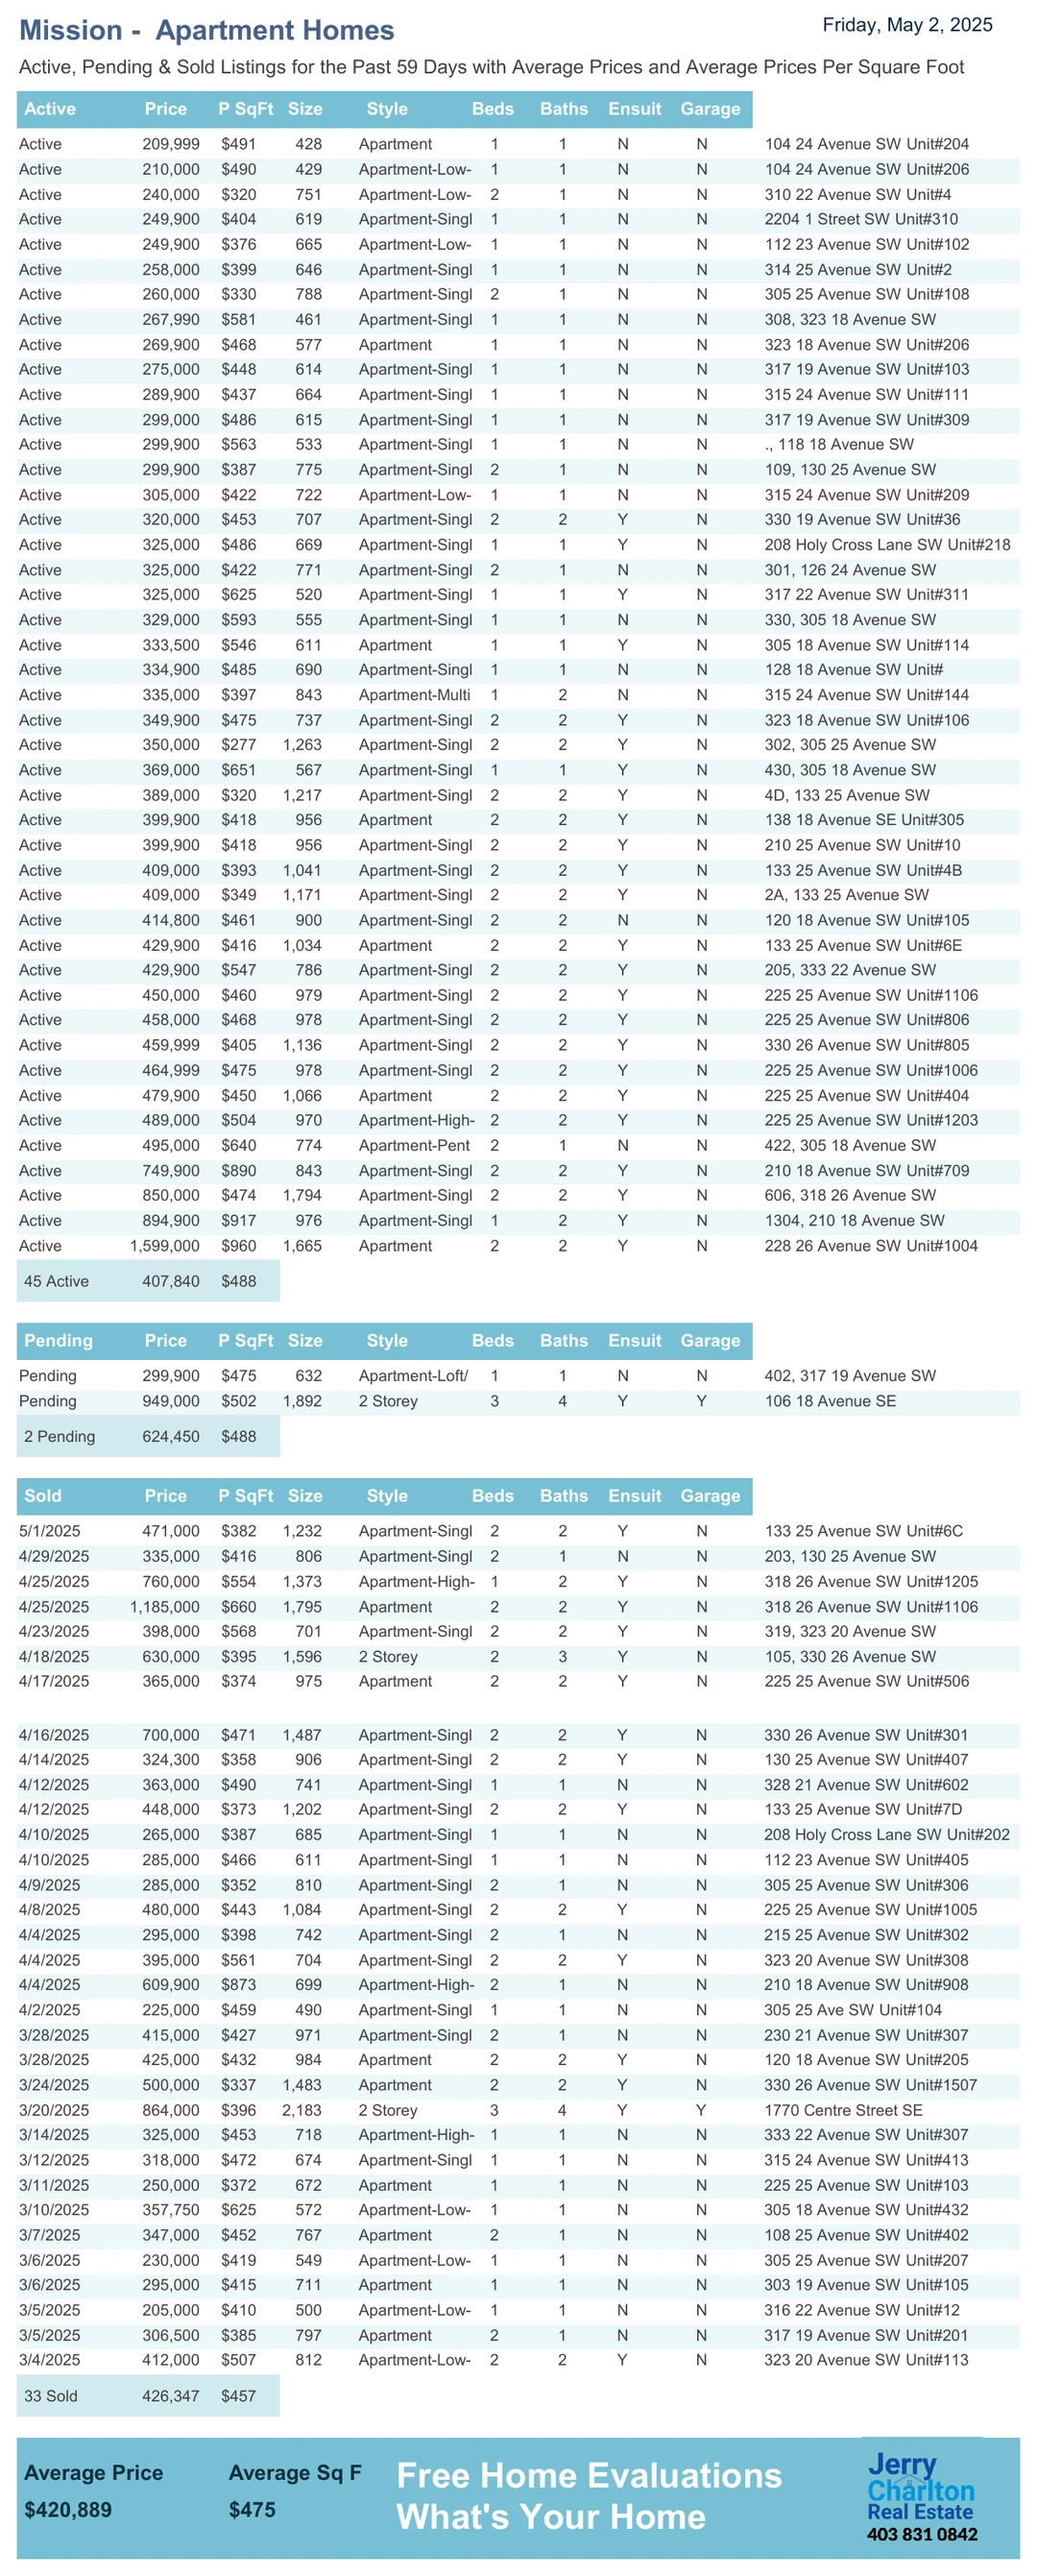 Mission -  Apartment Homes
Friday, May 2, 2025
Active, Pending & Sold Listings for the Past 59 Days with Average Prices and Average Prices Per Square Foot
Active Price P SqFt Size Style Beds Baths Ensuit Garage
Active 209,999 $491 428 Apartment 1 1 N N 104 24 Avenue SW Unit#204
Active 210,000 $490 429 Apartment-Low- 1 1 N N 104 24 Avenue SW Unit#206
Active 240,000 $320 751 Apartment-Low- 2 1 N N 310 22 Avenue SW Unit#4
Active 249,900 $404 619 Apartment-Singl 1 1 N N 2204 1 Street SW Unit#310
Active 249,900 $376 665 Apartment-Low- 1 1 N N 112 23 Avenue SW Unit#102
Active 258,000 $399 646 Apartment-Singl 1 1 N N 314 25 Avenue SW Unit#2
Active 260,000 $330 788 Apartment-Singl 2 1 N N 305 25 Avenue SW Unit#108
Active 267,990 $581 461 Apartment-Singl 1 1 N N 308, 323 18 Avenue SW
Active 269,900 $468 577 Apartment 1 1 N N 323 18 Avenue SW Unit#206
Active 275,000 $448 614 Apartment-Singl 1 1 N N 317 19 Avenue SW Unit#103
Active 289,900 $437 664 Apartment-Singl 1 1 N N 315 24 Avenue SW Unit#111
Active 299,000 $486 615 Apartment-Singl 1 1 N N 317 19 Avenue SW Unit#309
Active 299,900 $563 533 Apartment-Singl 1 1 N N ., 118 18 Avenue SW
Active 299,900 $387 775 Apartment-Singl 2 1 N N 109, 130 25 Avenue SW
Active 305,000 $422 722 Apartment-Low- 1 1 N N 315 24 Avenue SW Unit#209
Active 320,000 $453 707 Apartment-Singl 2 2 Y N 330 19 Avenue SW Unit#36
Active 325,000 $486 669 Apartment-Singl 1 1 Y N 208 Holy Cross Lane SW Unit#218
Active 325,000 $422 771 Apartment-Singl 2 1 N N 301, 126 24 Avenue SW
Active 325,000 $625 520 Apartment-Singl 1 1 Y N 317 22 Avenue SW Unit#311
Active 329,000 $593 555 Apartment-Singl 1 1 N N 330, 305 18 Avenue SW
Active 333,500 $546 611 Apartment 1 1 Y N 305 18 Avenue SW Unit#114
Active 334,900 $485 690 Apartment-Singl 1 1 N N 128 18 Avenue SW Unit#
Active 335,000 $397 843 Apartment-Multi 1 2 N N 315 24 Avenue SW Unit#144
Active 349,900 $475 737 Apartment-Singl 2 2 Y N 323 18 Avenue SW Unit#106
Active 350,000 $277 1,263 Apartment-Singl 2 2 Y N 302, 305 25 Avenue SW
Active 369,000 $651 567 Apartment-Singl 1 1 Y N 430, 305 18 Avenue SW
Active 389,000 $320 1,217 Apartment-Singl 2 2 Y N 4D, 133 25 Avenue SW
Active 399,900 $418 956 Apartment 2 2 Y N 138 18 Avenue SE Unit#305
Active 399,900 $418 956 Apartment-Singl 2 2 Y N 210 25 Avenue SW Unit#10
Active 409,000 $393 1,041 Apartment-Singl 2 2 Y N 133 25 Avenue SW Unit#4B
Active 409,000 $349 1,171 Apartment-Singl 2 2 Y N 2A, 133 25 Avenue SW
Active 414,800 $461 900 Apartment-Singl 2 2 N N 120 18 Avenue SW Unit#105
Active 429,900 $416 1,034 Apartment 2 2 Y N 133 25 Avenue SW Unit#6E
Active 429,900 $547 786 Apartment-Singl 2 2 Y N 205, 333 22 Avenue SW
Active 450,000 $460 979 Apartment-Singl 2 2 Y N 225 25 Avenue SW Unit#1106
Active 458,000 $468 978 Apartment-Singl 2 2 Y N 225 25 Avenue SW Unit#806
Active 459,999 $405 1,136 Apartment-Singl 2 2 Y N 330 26 Avenue SW Unit#805
Active 464,999 $475 978 Apartment-Singl 2 2 Y N 225 25 Avenue SW Unit#1006
Active 479,900 $450 1,066 Apartment 2 2 Y N 225 25 Avenue SW Unit#404
Active 489,000 $504 970 Apartment-High- 2 2 Y N 225 25 Avenue SW Unit#1203
Active 495,000 $640 774 Apartment-Pent 2 1 N N 422, 305 18 Avenue SW
Active 749,900 $890 843 Apartment-Singl 2 2 Y N 210 18 Avenue SW Unit#709
Active 850,000 $474 1,794 Apartment-Singl 2 2 Y N 606, 318 26 Avenue SW
Active 894,900 $917 976 Apartment-Singl 1 2 Y N 1304, 210 18 Avenue SW
Active 1,599,000 $960 1,665 Apartment 2 2 Y N 228 26 Avenue SW Unit#1004
45 Active 407,840 $488
Pending Price P SqFt Size Style Beds Baths Ensuit Garage
Pending 299,900 $475 632 Apartment-Loft/ 1 1 N N 402, 317 19 Avenue SW
Pending 949,000 $502 1,892 2 Storey 3 4 Y Y 106 18 Avenue SE
2 Pending 624,450 $488
Sold Price P SqFt Size Style Beds Baths Ensuit Garage
5/1/2025 471,000 $382 1,232 Apartment-Singl 2 2 Y N 133 25 Avenue SW Unit#6C
4/29/2025 335,000 $416 806 Apartment-Singl 2 1 N N 203, 130 25 Avenue SW
4/25/2025 760,000 $554 1,373 Apartment-High- 1 2 Y N 318 26 Avenue SW Unit#1205
4/25/2025 1,185,000 $660 1,795 Apartment 2 2 Y N 318 26 Avenue SW Unit#1106
4/23/2025 398,000 $568 701 Apartment-Singl 2 2 Y N 319, 323 20 Avenue SW
4/18/2025 630,000 $395 1,596 2 Storey 2 3 Y N 105, 330 26 Avenue SW
4/17/2025 365,000 $374 975 Apartment 2 2 Y N 225 25 Avenue SW Unit#506
4/16/2025 700,000 $471 1,487 Apartment-Singl 2 2 Y N 330 26 Avenue SW Unit#301
4/14/2025 324,300 $358 906 Apartment-Singl 2 2 Y N 130 25 Avenue SW Unit#407
4/12/2025 363,000 $490 741 Apartment-Singl 1 1 N N 328 21 Avenue SW Unit#602
4/12/2025 448,000 $373 1,202 Apartment-Singl 2 2 Y N 133 25 Avenue SW Unit#7D
4/10/2025 265,000 $387 685 Apartment-Singl 1 1 N N 208 Holy Cross Lane SW Unit#202
4/10/2025 285,000 $466 611 Apartment-Singl 1 1 N N 112 23 Avenue SW Unit#405
4/9/2025 285,000 $352 810 Apartment-Singl 2 1 N N 305 25 Avenue SW Unit#306
4/8/2025 480,000 $443 1,084 Apartment-Singl 2 2 Y N 225 25 Avenue SW Unit#1005
4/4/2025 295,000 $398 742 Apartment-Singl 2 1 N N 215 25 Avenue SW Unit#302
4/4/2025 395,000 $561 704 Apartment-Singl 2 2 Y N 323 20 Avenue SW Unit#308
4/4/2025 609,900 $873 699 Apartment-High- 2 1 N N 210 18 Avenue SW Unit#908
4/2/2025 225,000 $459 490 Apartment-Singl 1 1 N N 305 25 Ave SW Unit#104
3/28/2025 415,000 $427 971 Apartment-Singl 2 1 N N 230 21 Avenue SW Unit#307
3/28/2025 425,000 $432 984 Apartment 2 2 Y N 120 18 Avenue SW Unit#205
3/24/2025 500,000 $337 1,483 Apartment 2 2 Y N 330 26 Avenue SW Unit#1507
3/20/2025 864,000 $396 2,183 2 Storey 3 4 Y Y 1770 Centre Street SE
3/14/2025 325,000 $453 718 Apartment-High- 1 1 N N 333 22 Avenue SW Unit#307
3/12/2025 318,000 $472 674 Apartment-Singl 1 1 N N 315 24 Avenue SW Unit#413
3/11/2025 250,000 $372 672 Apartment 1 1 N N 225 25 Avenue SW Unit#103
3/10/2025 357,750 $625 572 Apartment-Low- 1 1 N N 305 18 Avenue SW Unit#432
3/7/2025 347,000 $452 767 Apartment 2 1 N N 108 25 Avenue SW Unit#402
3/6/2025 230,000 $419 549 Apartment-Low- 1 1 N N 305 25 Avenue SW Unit#207
3/6/2025 295,000 $415 711 Apartment 1 1 N N 303 19 Avenue SW Unit#105
3/5/2025 205,000 $410 500 Apartment-Low- 1 1 N N 316 22 Avenue SW Unit#12
3/5/2025 306,500 $385 797 Apartment 2 1 N N 317 19 Avenue SW Unit#201
3/4/2025 412,000 $507 812 Apartment-Low- 2 2 Y N 323 20 Avenue SW Unit#113
33 Sold 426,347 $457
Average Price Average Sq F
$420,889 $475
Free Home Evaluations
What's Your Home
Jerry
Charlton
Real Estate
403 831 0842